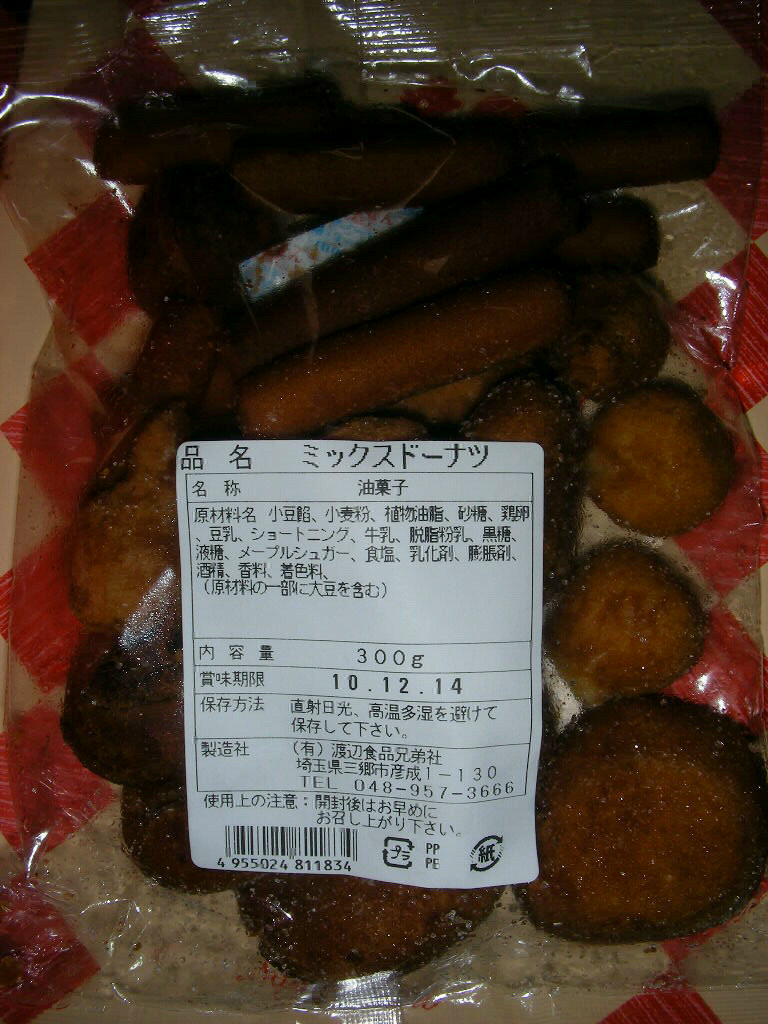 品名 ミックスドーナツ
名称 油菓子
原材料名 小豆餡、小麦粉、植物油脂、砂糖、鶏卵
、豆乳、ショートニング、牛乳、脱脂粉乳、黒糖、
液糖、メープルシュガー、食塩、乳化剤、膨脹剤、
酒精、香料、着色料、
(原材料の一部に大豆を含む)
内容量 300g
賞味期限 10.12.14
保存方法 直射日光、高温多湿を避けて
保存して下さい。
製造社 (有)渡辺食品兄弟社
埼玉県三郷市彦成1-130
TEL 048-957-3666
使用上の注意:開封後はお早めに
お召し上がり下さい。
4 955024 811834
プラ PP
PE
紙